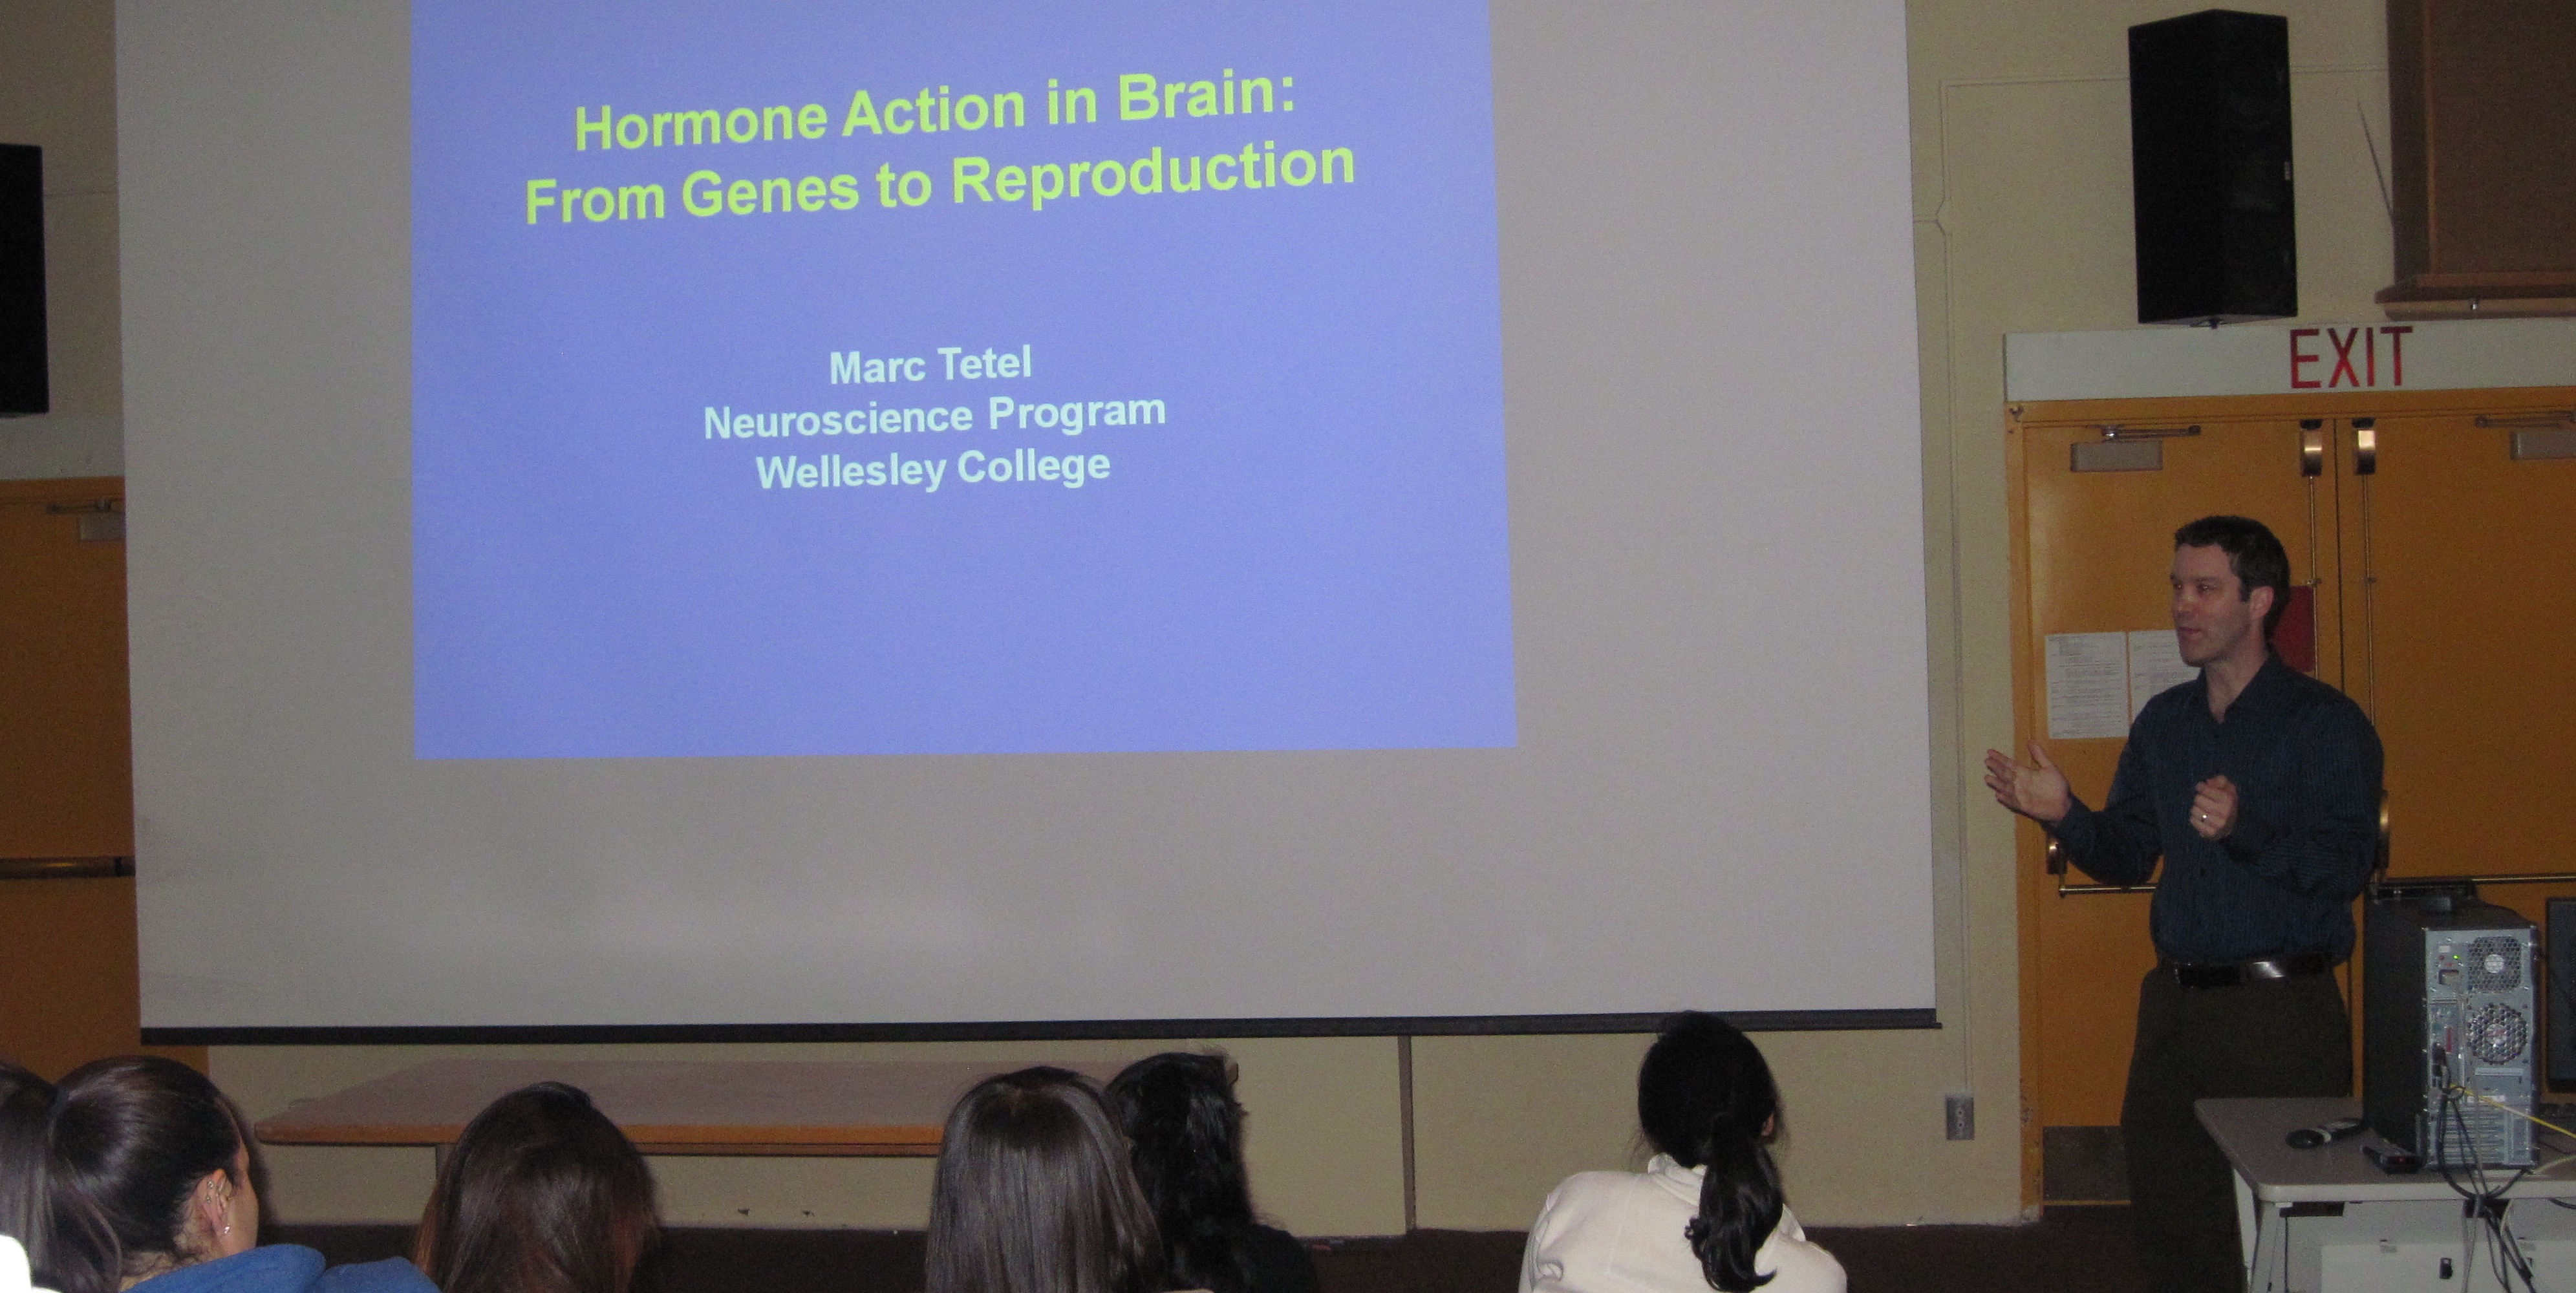 Hormone Action in Brain:
From Genes to Reproduction
Marc Tetel
Neuroscience Program
Wellesley College
EXIT